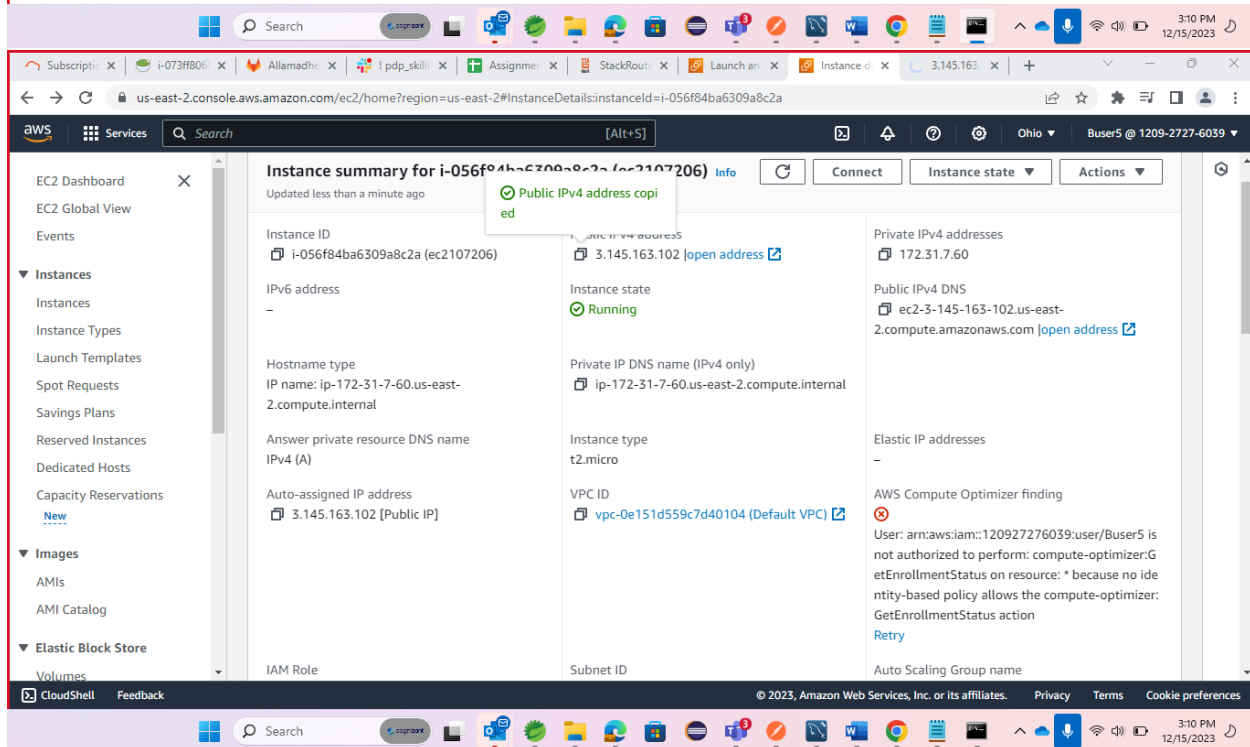 Search
cognizant
3:10 PM
12/15/2023
Subscriptio
i-073ff806
Allamadhe
! pdp_skill
Assignmen
StackRoute
Launch an
Instance d
3.145.163.
us-east-2.console.aws.amazon.com/ec2/home?region=us-east-2#InstanceDetails:instanceId=i-056f84ba6309a8c2a
aws
Services
Search
[Alt+S]
Ohio ▼
Buser5 @ 1209-2727-6039 ▼
EC2 Dashboard
EC2 Global View
Events
Instances
Instances
Instance Types
Launch Templates
Spot Requests
Savings Plans
Reserved Instances
Dedicated Hosts
Capacity Reservations
New
Images
AMIs
AMI Catalog
Elastic Block Store
Volumes
Instance summary for i-056f84ba6309a8c2a (ec2107206) Info
Connect
Instance state ▼
Actions ▼
Updated less than a minute ago
Public IPv4 address copi
ed
Instance ID
i-056f84ba6309a8c2a (ec2107206)
Public IPv4 address
3.145.163.102 |open address
Private IPv4 addresses
172.31.7.60
IPv6 address
–
Instance state
Running
Public IPv4 DNS
ec2-3-145-163-102.us-east-
2.compute.amazonaws.com |open address
Hostname type
IP name: ip-172-31-7-60.us-east-
2.compute.internal
Private IP DNS name (IPv4 only)
ip-172-31-7-60.us-east-2.compute.internal
Answer private resource DNS name
IPv4 (A)
Instance type
t2.micro
Elastic IP addresses
–
Auto-assigned IP address
3.145.163.102 [Public IP]
VPC ID
vpc-0e151d559c7d40104 (Default VPC)
AWS Compute Optimizer finding
User: arn:aws:iam::120927276039:user/Buser5 is
not authorized to perform: compute-optimizer:G
etEnrollmentStatus on resource: * because no ide
ntity-based policy allows the compute-optimizer:
GetEnrollmentStatus action
Retry
IAM Role
Subnet ID
Auto Scaling Group name
CloudShell
Feedback
© 2023, Amazon Web Services, Inc. or its affiliates.
Privacy
Terms
Cookie preferences
Search
cognizant
3:10 PM
12/15/2023